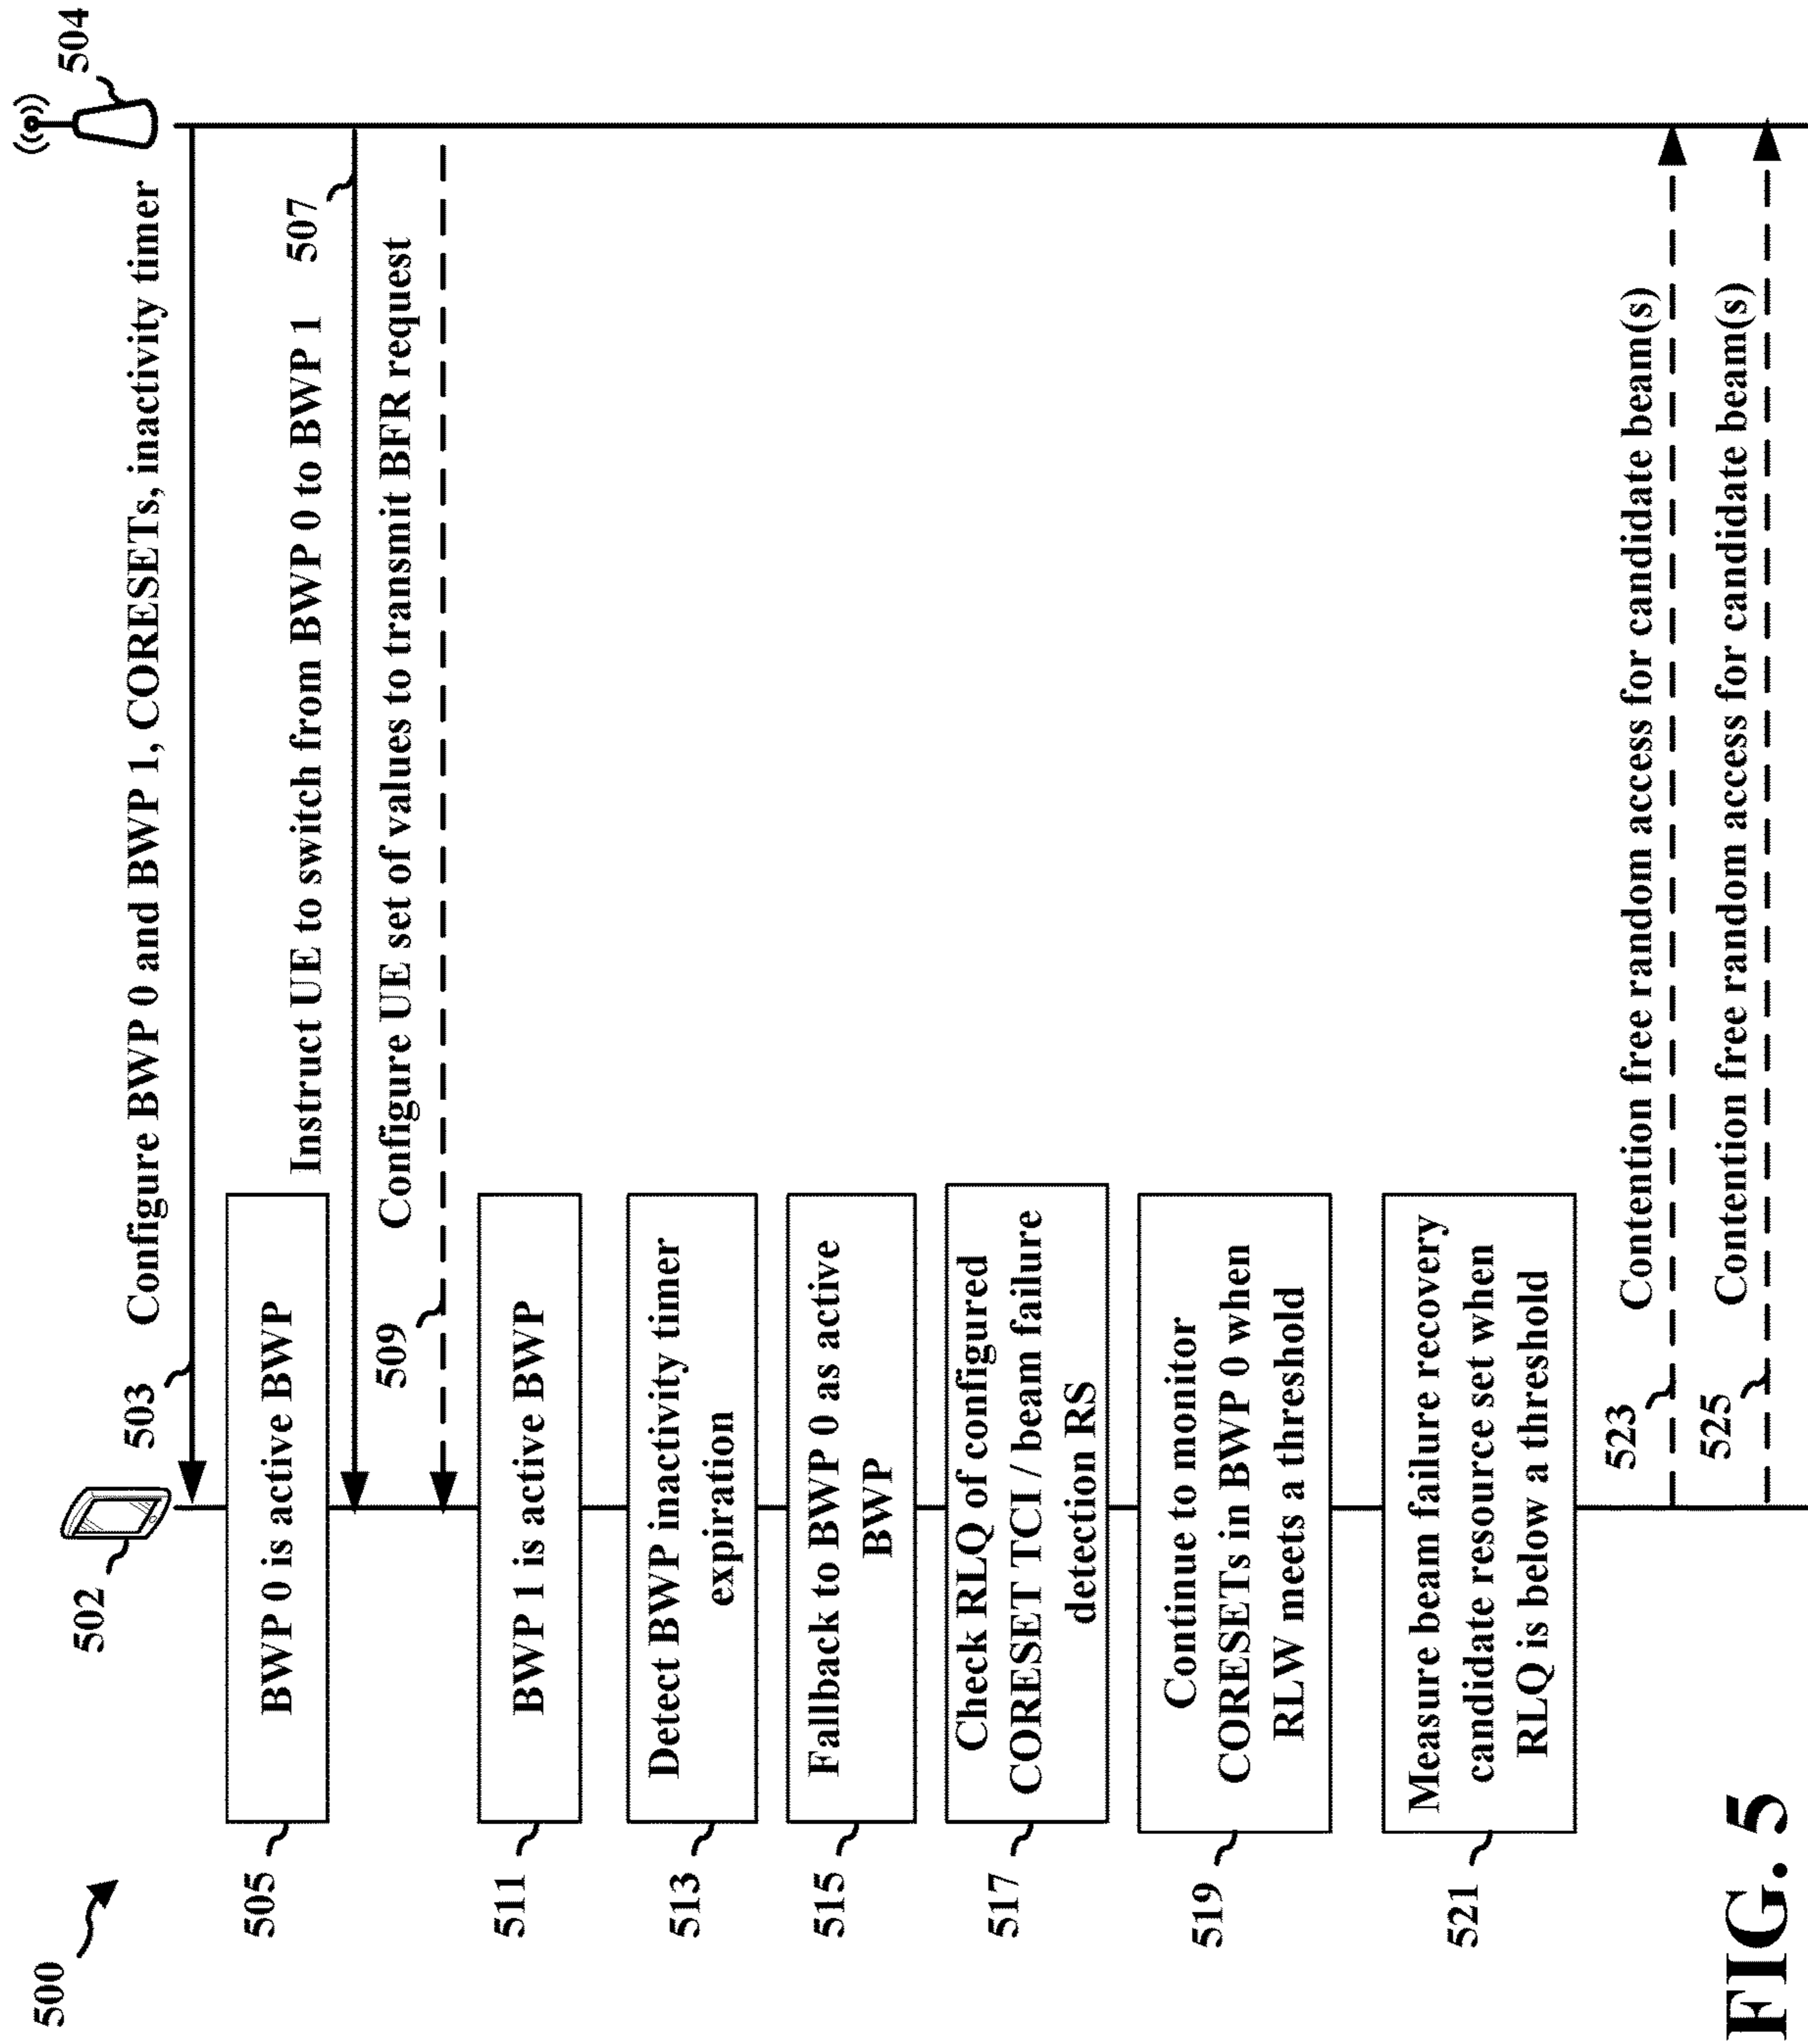 500
502
504
Configure BWP 0 and BWP 1, CORESETs, inactivity timer
503
505
BWP 0 is active BWP
Instruct UE to switch from BWP 0 to BWP 1
507
Configure UE set of values to transmit BFR request
509
511
BWP 1 is active BWP
513
Detect BWP inactivity timer
expiration
515
Fallback to BWP 0 as active
BWP
517
Check RLQ of configured
CORESET TCI / beam failure
detection RS
519
Continue to monitor
CORESETs in BWP 0 when
RLW meets a threshold
521
Measure beam failure recovery
candidate resource set when
RLQ is below a threshold
Contention free random access for candidate beam(s)
523
Contention free random access for candidate beam(s)
525
FIG. 5